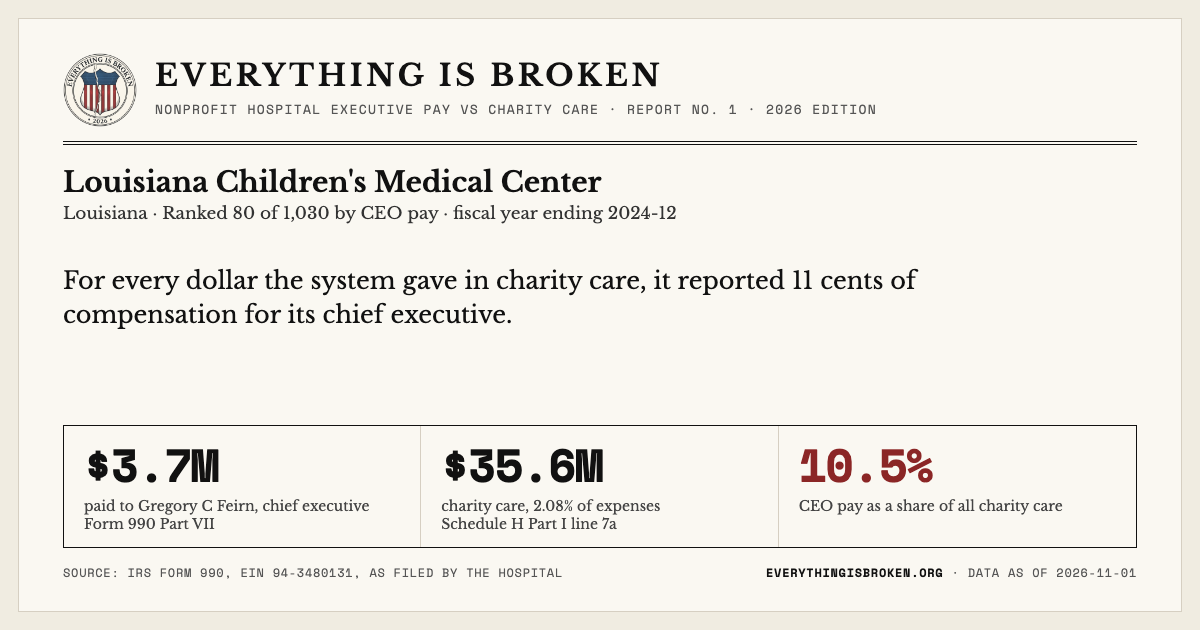 EVERYTHING IS BROKEN
· 2026 ·
EVERYTHING IS BROKEN
NONPROFIT HOSPITAL EXECUTIVE PAY VS CHARITY CARE · REPORT NO. 1 · 2026 EDITION
Louisiana Children's Medical Center
Louisiana · Ranked 80 of 1,030 by CEO pay · fiscal year ending 2024-12
For every dollar the system gave in charity care, it reported 11 cents of
compensation for its chief executive.
$3.7M
paid to Gregory C Feirn, chief executive
Form 990 Part VII
$35.6M
charity care, 2.08% of expenses
Schedule H Part I line 7a
10.5%
CEO pay as a share of all charity care
SOURCE: IRS FORM 990, EIN 94-3480131, AS FILED BY THE HOSPITAL
EVERYTHINGISBROKEN.ORG · DATA AS OF 2026-11-01